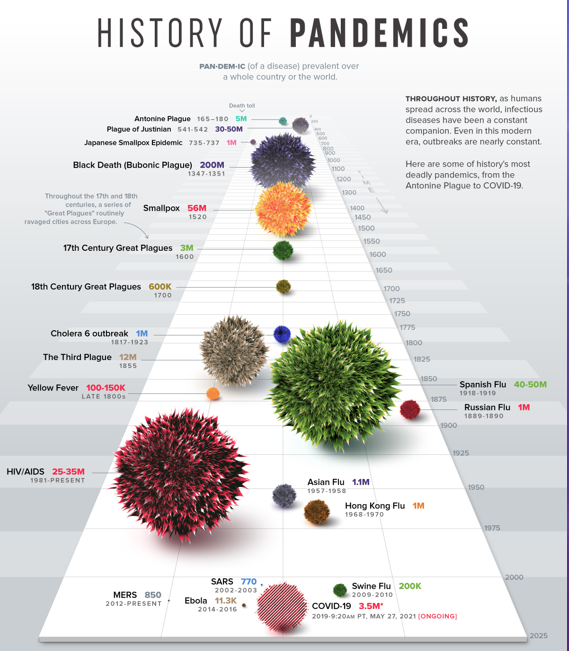 HISTORY OF PANDEMICS
PAN·DEM·IC (of a disease) prevalent over
a whole country or the world.
THROUGHOUT HISTORY, as humans
spread across the world, infectious
diseases have been a constant
companion. Even in this modern
era, outbreaks are nearly constant.
Here are some of history's most
deadly pandemics, from the
Antonine Plague to COVID-19.
Death toll
Antonine Plague 165–180 5M
Plague of Justinian 541-542 30-50M
Japanese Smallpox Epidemic 735-737 1M
Black Death (Bubonic Plague) 200M
1347-1351
Throughout the 17th and 18th
centuries, a series of
"Great Plagues" routinely
ravaged cities across Europe.
Smallpox 56M
1520
17th Century Great Plagues 3M
1600
18th Century Great Plagues 600K
1700
Cholera 6 outbreak 1M
1817-1923
The Third Plague 12M
1855
Yellow Fever 100-150K
LATE 1800s
Spanish Flu 40-50M
1918-1919
Russian Flu 1M
1889-1890
HIV/AIDS 25-35M
1981-PRESENT
Asian Flu 1.1M
1957-1958
Hong Kong Flu 1M
1968-1970
SARS 770
2002-2003
Swine Flu 200K
2009-2010
MERS 850
2012-PRESENT
Ebola 11.3K
2014-2016
COVID-19 3.5M*
2019-9:20AM PT, MAY 27, 2021 [ONGOING]
1000
1100
1200
1300
1400
1450
1500
1550
1600
1650
1700
1725
1750
1775
1800
1825
1850
1875
1900
1925
1950
1975
2000
2025